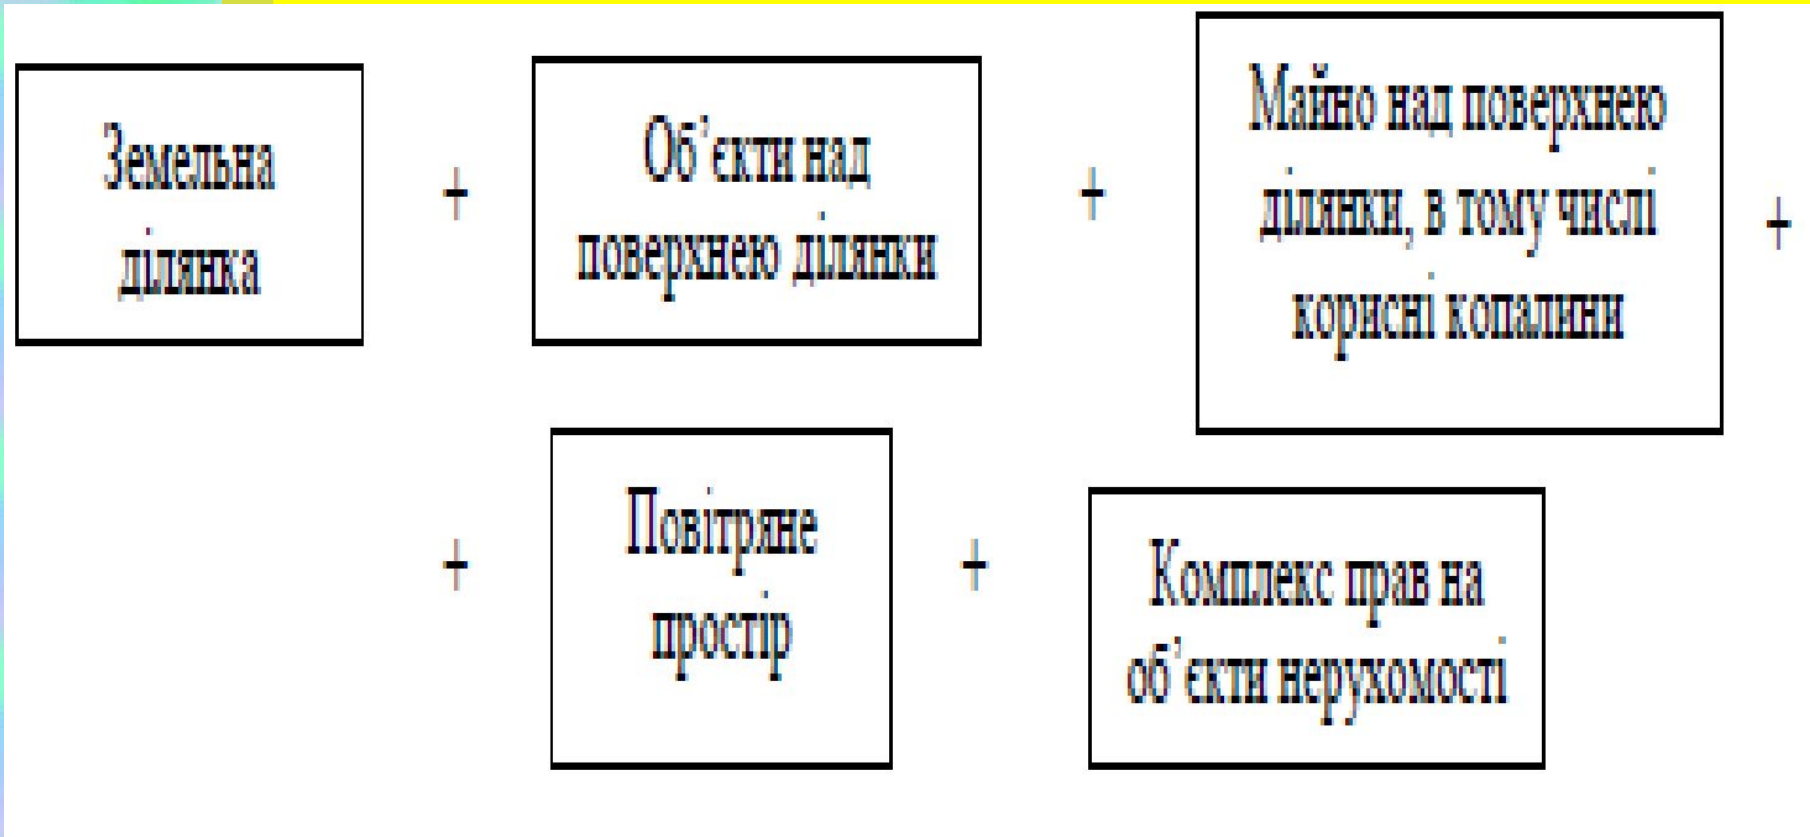 Земельна
ділянка
+
Об’єкти над
поверхнею ділянки
+
Майно над поверхнею
ділянки, в тому числі
корисні копалини
+
+
Повітряне
простір
+
Комплекс прав на
об’єкти нерухомості